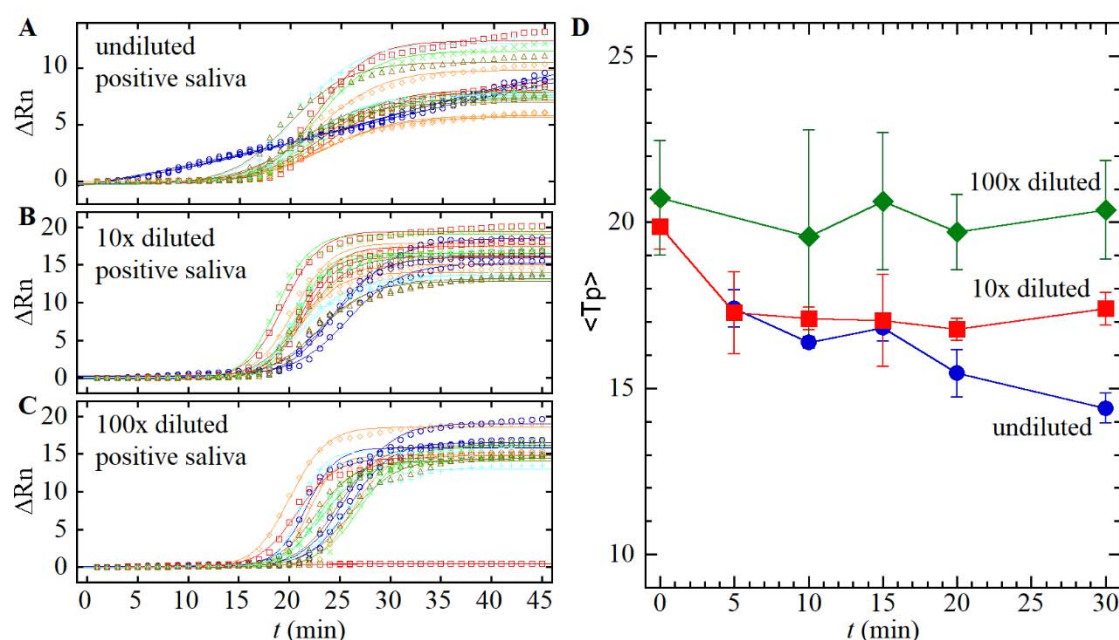 A
undiluted
positive saliva
10
5
0
ΔRn
B
10x diluted
positive saliva
20
15
10
5
0
ΔRn
C
100x diluted
positive saliva
20
15
10
5
0
ΔRn
0 5 10 15 20 25 30 35 40 45
t (min)
D
25
20
15
10
<Tp>
100x diluted
10x diluted
undiluted
0 5 10 15 20 25 30
t (min)